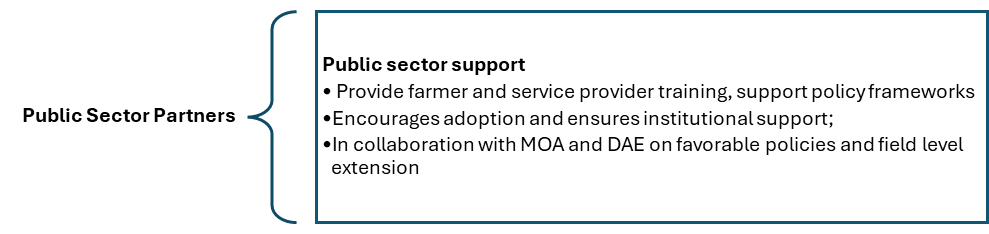 Public Sector Partners
Public sector support
• Provide farmer and service provider training, support policy frameworks
•Encourages adoption and ensures institutional support;
•In collaboration with MOA and DAE on favorable policies and field level
extension